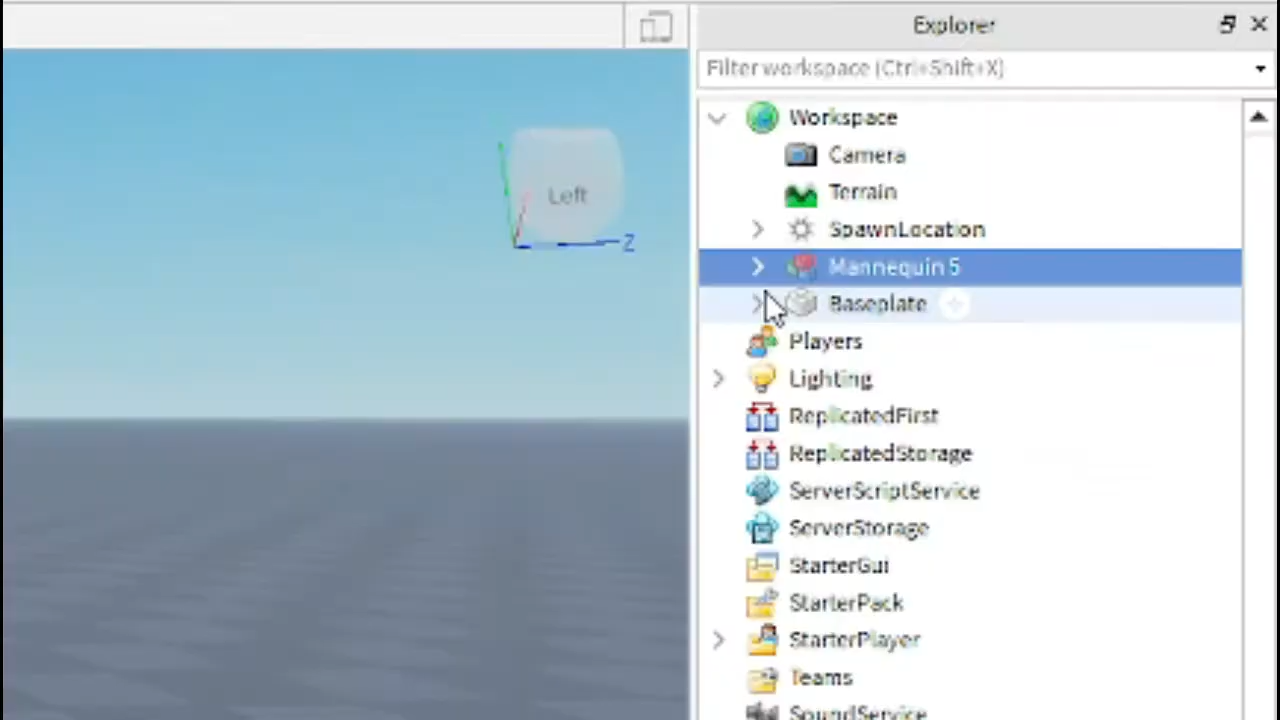 Explorer
Filter workspace (Ctrl+Shift+X)
Workspace
Camera
Terrain
SpawnLocation
Mannequin 5
Baseplate
Players
Lighting
ReplicatedFirst
ReplicatedStorage
ServerScriptService
ServerStorage
StarterGui
StarterPack
StarterPlayer
Teams
SoundService
Left
Z